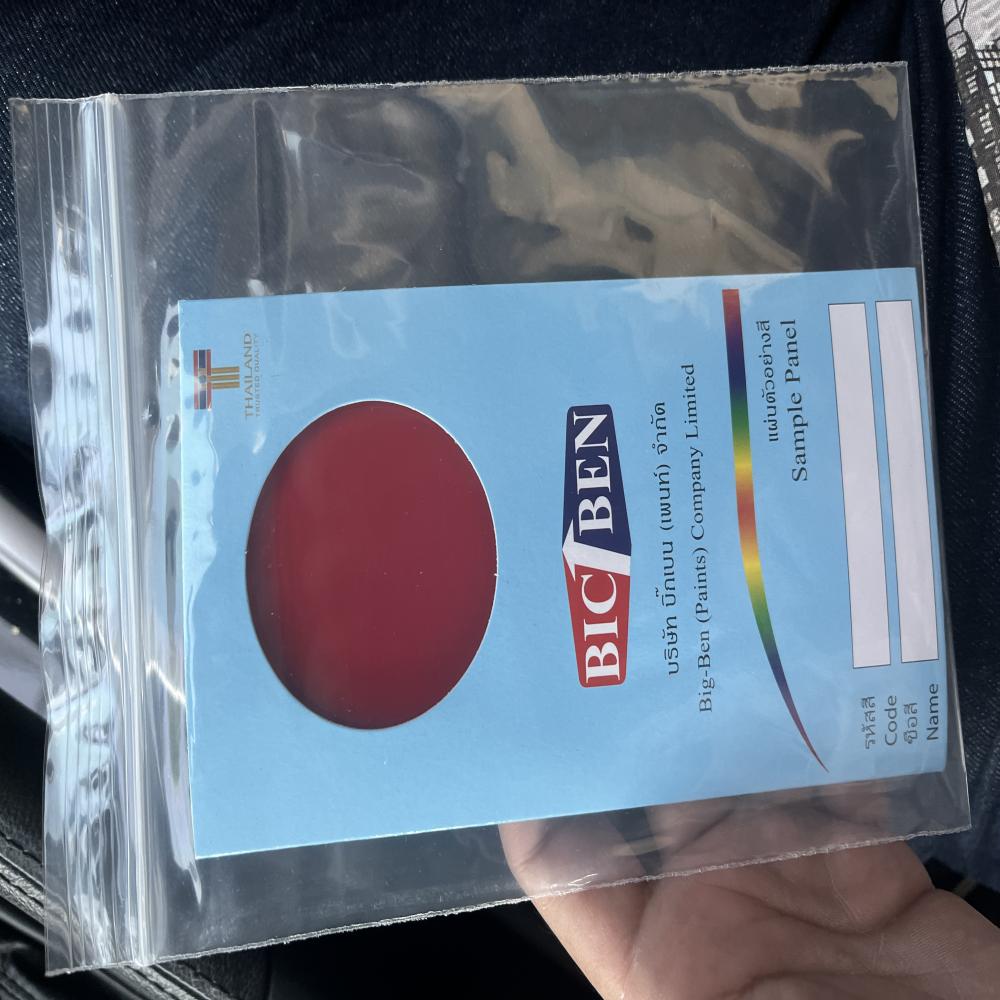 THAILAND
TRUSTED QUALITY
BIG BEN
บริษัท บิ๊กเบน (เพนท์) จำกัด
Big-Ben (Paints) Company Limited
แผ่นตัวอย่างสี
Sample Panel
รหัสสี
Code
ชื่อสี
Name